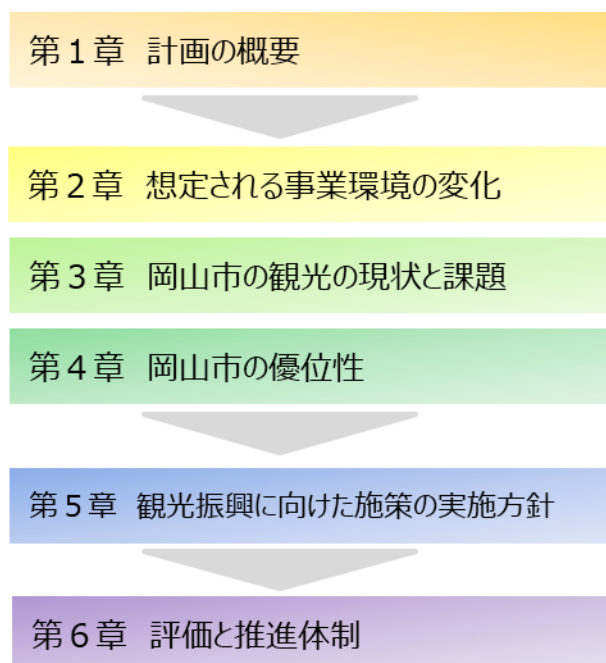 第１章 計画の概要
第２章 想定される事業環境の変化
第３章 岡山市の観光の現状と課題
第４章 岡山市の優位性
第５章 観光振興に向けた施策の実施方針
第６章 評価と推進体制